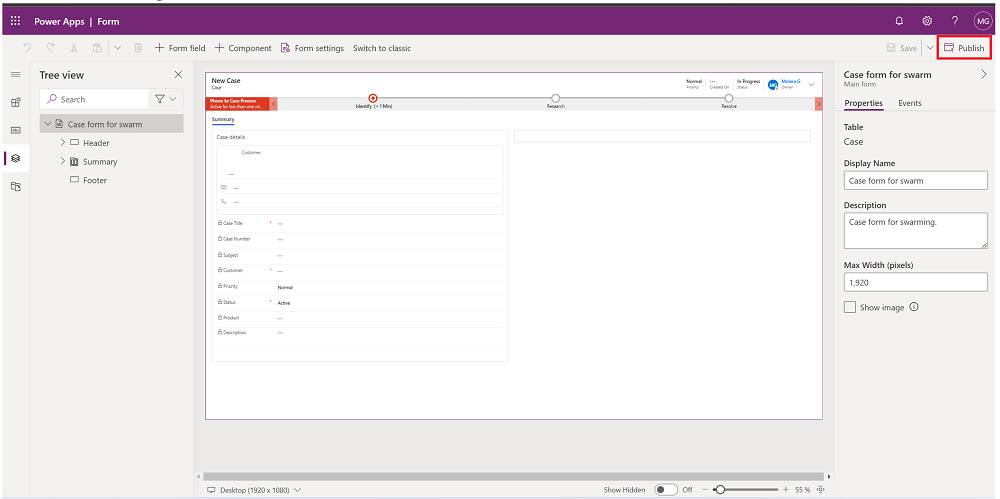 Power Apps | Form
? MG
+ Form field + Component Form settings Switch to classic Save Publish
Tree view
Search
Case form for swarm
Header
Summary
Footer
Abc
New Case
Case
Normal
Priority
---
Created On
In Progress
Status
MG
Molora G
Owner
Phone to Case Process
Active for less than one mi...
Identify (< 1 Min)
Research
Resolve
Summary
Case details
Customer
---
---
---
Case Title * ---
Case Number ---
Subject ---
Customer * ---
Priority Normal
Status * Active
Product ---
Description ---
Case form for swarm
Main form
Properties Events
Table
Case
Display Name
Case form for swarm
Description
Case form for swarming.
Max Width (pixels)
1,920
Show image
Desktop (1920 x 1080) Show Hidden Off − + 55 %